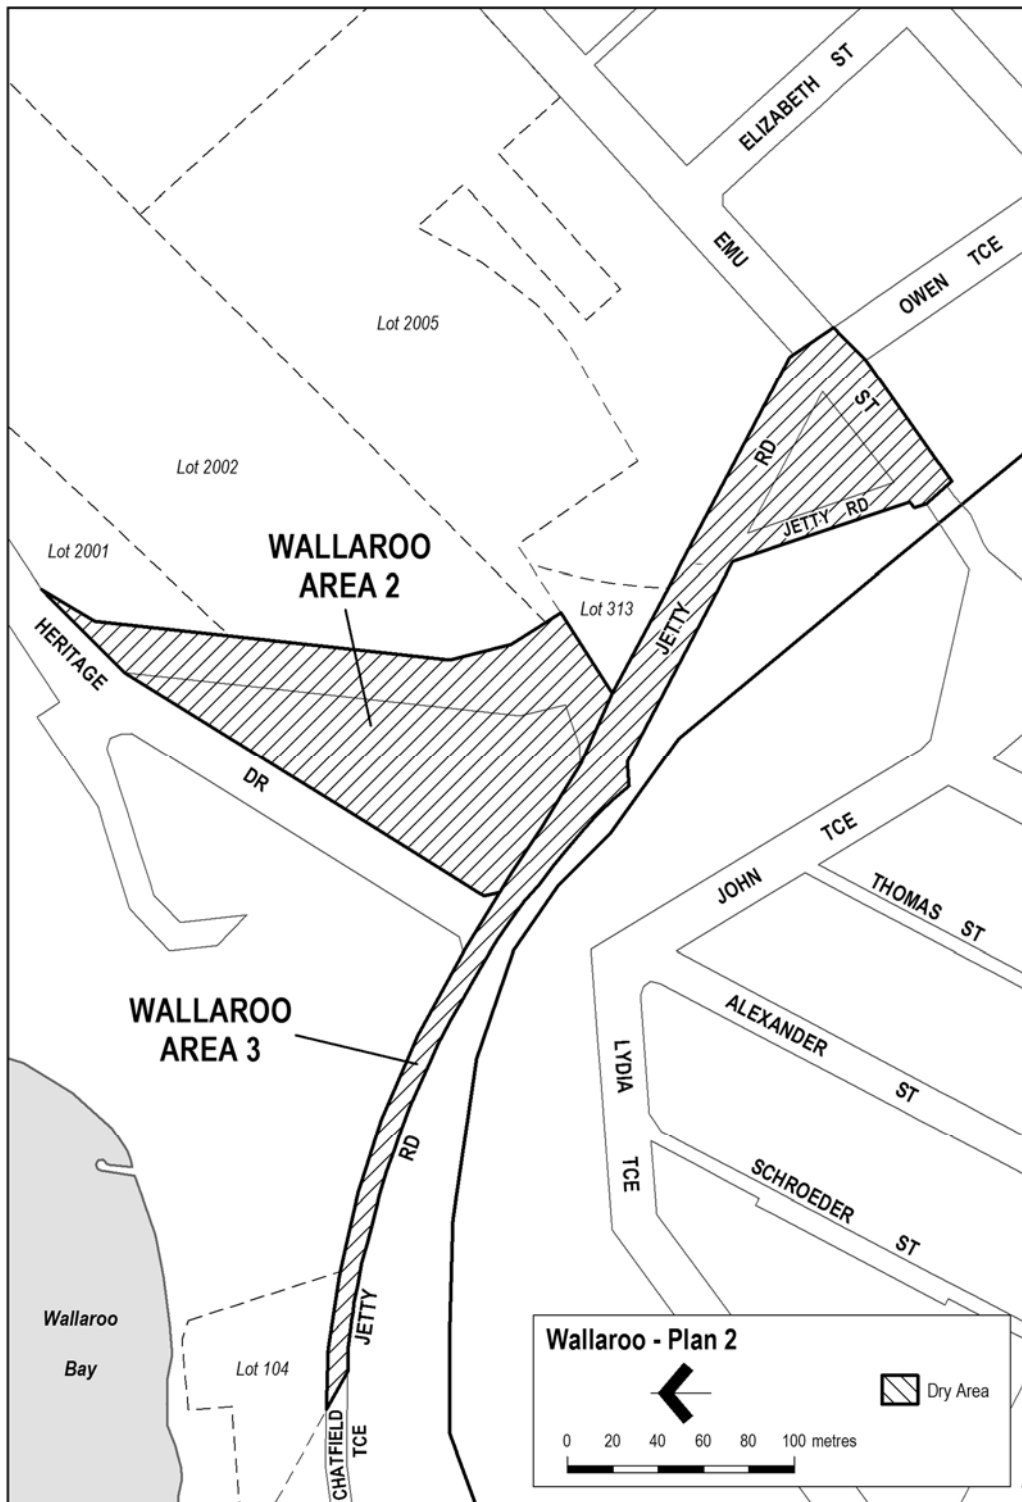 ELIZABETH ST
EMU
OWEN TCE
Lot 2005
ST
RD
Lot 2002
JETTY RD
WALLAROO
AREA 2
Lot 2001
Lot 313
HERITAGE
JETTY
DR
JOHN TCE
THOMAS ST
WALLAROO
AREA 3
ALEXANDER ST
LYDIA TCE
RD
SCHROEDER ST
Wallaroo
Bay
JETTY
Lot 104
CHATFIELD
TCE
Wallaroo - Plan 2
Dry Area
0 20 40 60 80 100 metres